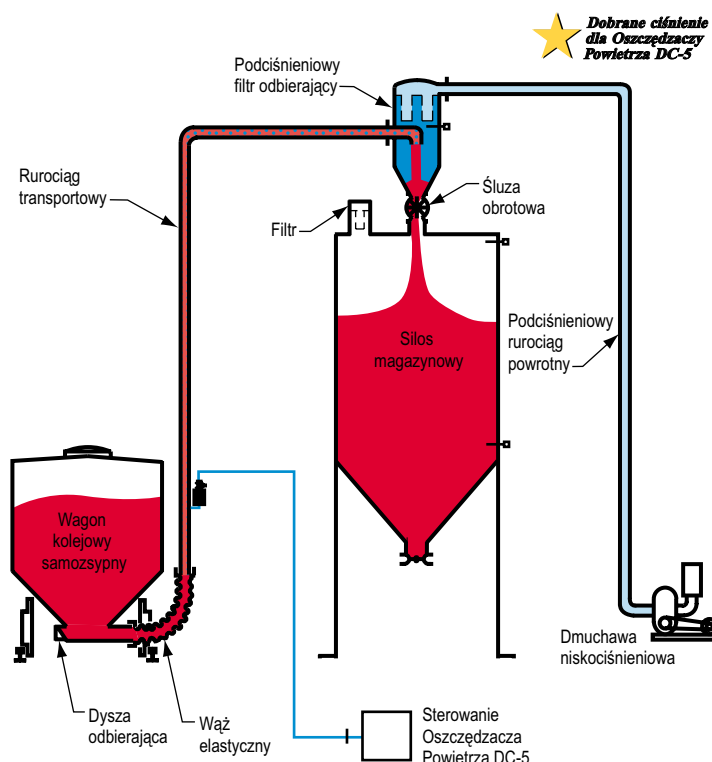 Dobrane ciśnienie
dla Oszczędzaczy
Powietrza DC-5
Podciśnieniowy
filtr odbierający
Rurociąg
transportowy
Filtr
Śluza
obrotowa
Silos
magazynowy
Podciśnieniowy
rurociąg
powrotny
Wagon
kolejowy
samozsypny
Dmuchawa
niskociśnieniowa
Dysza
odbierająca
Wąż
elastyczny
Sterowanie
Oszczędzacza
Powietrza DC-5